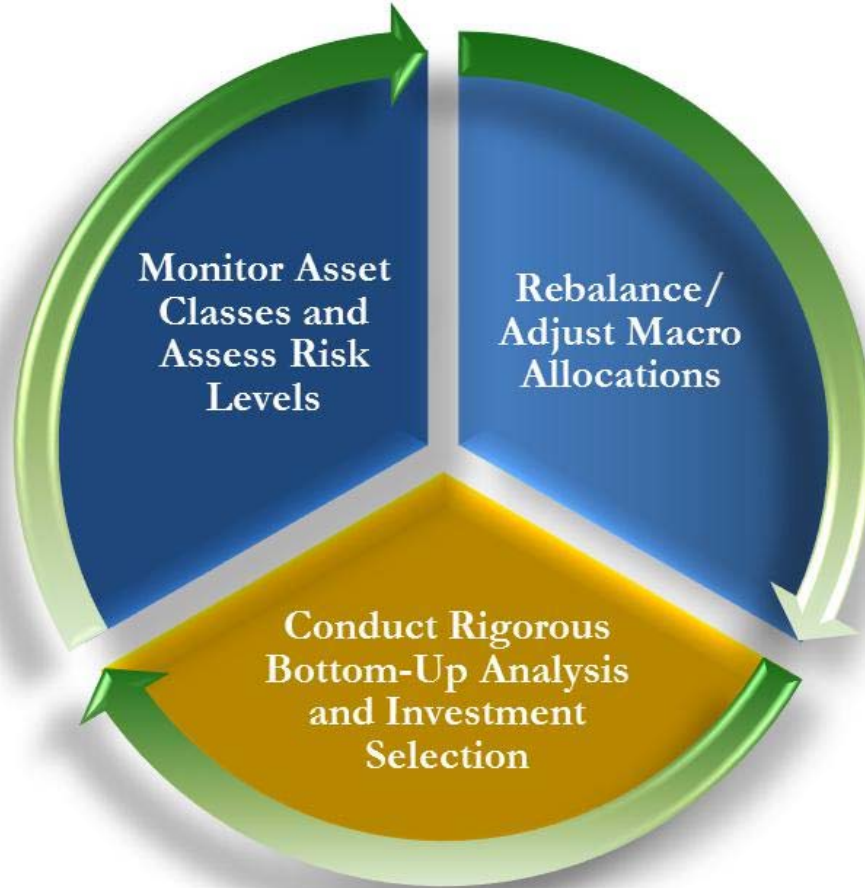 Monitor Asset
Classes and
Assess Risk
Levels
Rebalance/
Adjust Macro
Allocations
Conduct Rigorous
Bottom-Up Analysis
and Investment
Selection